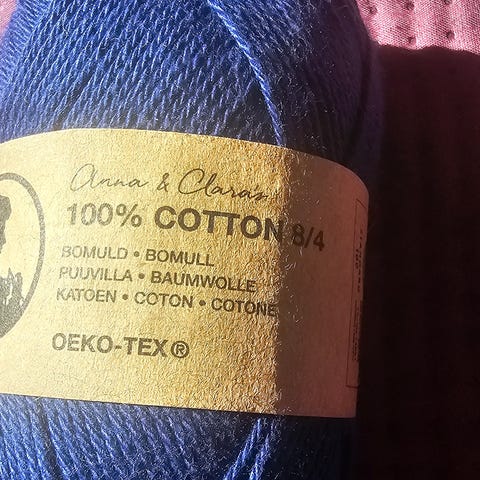 Anna & Clara's
100% COTTON 8/4
BOMULD • BOMULL
PUUVILLA • BAUMWOLLE
KATOEN • COTON • COTONE
OEKO-TEX®